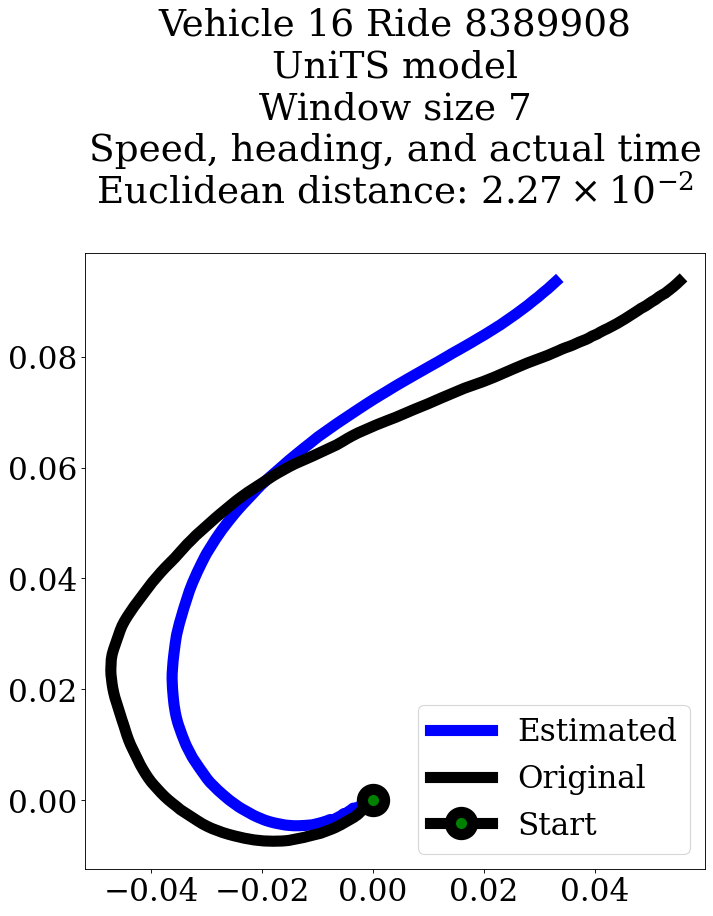 Vehicle 16 Ride 8389908
UniTS model
Window size 7
Speed, heading, and actual time
Euclidean distance: 2.27 × 10⁻²
0.08
0.06
0.04
0.02
0.00
Estimated
Original
Start
−0.04 −0.02 0.00 0.02 0.04